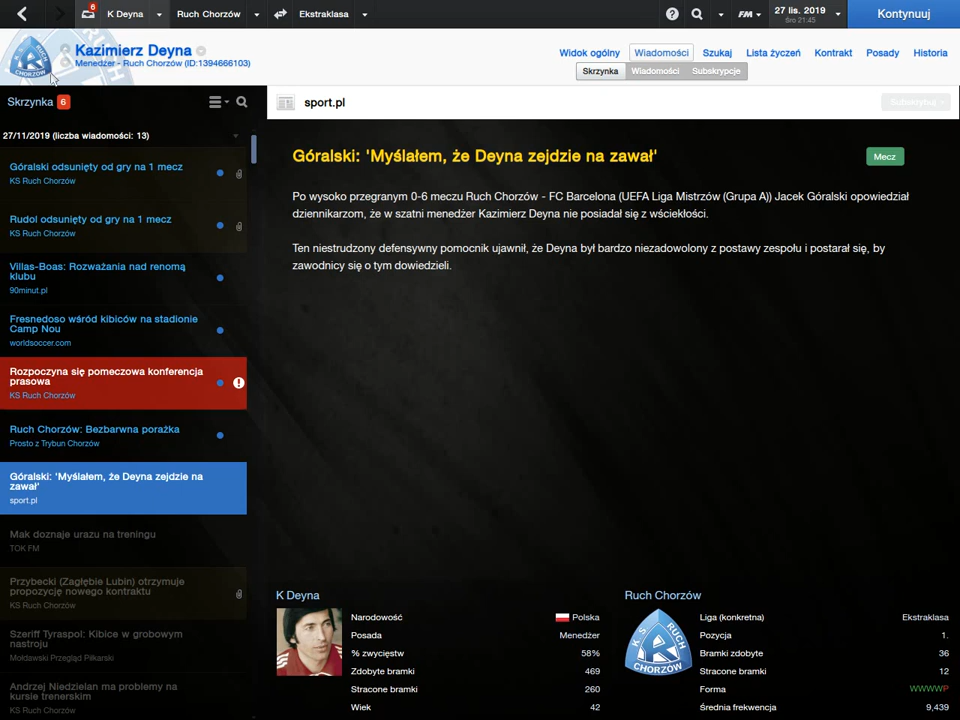 6
K Deyna
Ruch Chorzów
Ekstraklasa
FM
27 lis. 2019
Śro 21:45
Kontynuuj
RUCH CHORZÓW
Kazimierz Deyna
Menedżer - Ruch Chorzów (ID:1394666103)
Widok ogólny
Wiadomości
Szukaj
Lista życzeń
Kontrakt
Posady
Historia
Skrzynka
Wiadomości
Subskrypcje
Skrzynka 6
sport.pl
Subskrybuj
27/11/2019 (liczba wiadomości: 13)
Góralski odsunięty od gry na 1 mecz
KS Ruch Chorzów
Rudol odsunięty od gry na 1 mecz
KS Ruch Chorzów
Villas-Boas: Rozważania nad renomą
klubu
90minut.pl
Fresnedoso wśród kibiców na stadionie
Camp Nou
worldsoccer.com
Rozpoczyna się pomeczowa konferencja
prasowa
KS Ruch Chorzów
Ruch Chorzów: Bezbarwna porażka
Prosto z Trybun Chorzów
Góralski: 'Myślałem, że Deyna zejdzie na
zawał'
sport.pl
Mak doznaje urazu na treningu
TOK FM
Przybecki (Zagłębie Lubin) otrzymuje
propozycję nowego kontraktu
KS Ruch Chorzów
Szeriff Tyraspol: Kibice w grobowym
nastroju
Mołdawski Przegląd Piłkarski
Andrzej Niedzielan ma problemy na
kursie trenerskim
KS Ruch Chorzów
Góralski: 'Myślałem, że Deyna zejdzie na zawał'
Mecz
Po wysoko przegranym 0-6 meczu Ruch Chorzów - FC Barcelona (UEFA Liga Mistrzów (Grupa A)) Jacek Góralski opowiedział
dziennikarzom, że w szatni menedżer Kazimierz Deyna nie posiadał się z wściekłości.
Ten niestrudzony defensywny pomocnik ujawnił, że Deyna był bardzo niezadowolony z postawy zespołu i postarał się, by
zawodnicy się o tym dowiedzieli.
K Deyna
Narodowość Polska
Posada Menedżer
% zwycięstw 58%
Zdobyte bramki 469
Stracone bramki 260
Wiek 42
Ruch Chorzów
K S RUCH
CHORZÓW
Liga (konkretna) Ekstraklasa
Pozycja 1.
Bramki zdobyte 36
Stracone bramki 12
Forma WWWWP
Średnia frekwencja 9,439